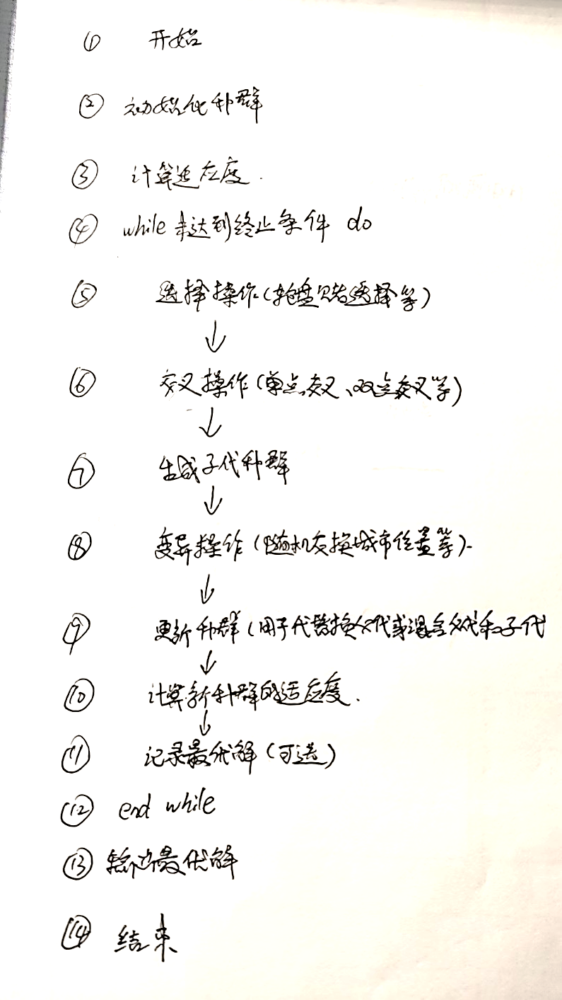 ① 开始
② 初始化种群
③ 计算适应度.
④ while 未达到终止条件 do
⑤ 选择操作(轮盘赌选择等)
↓
⑥ 交叉操作(单点交叉、双点交叉等)
↓
⑦ 生成子代种群
↓
⑧ 变异操作(随机交换城市位置等).
↓
⑨ 更新种群(用子代替换父代或混合父代和子代
↓
⑩ 计算新种群的适应度.
↓
⑪ 记录最优解(可选)
⑫ end while
⑬ 输出最优解
⑭ 结束